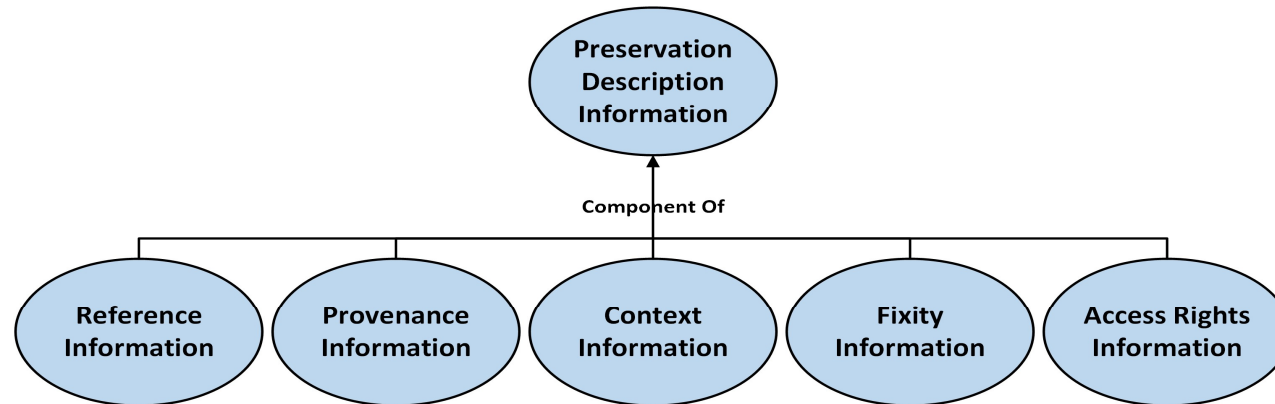 Preservation
Description
Information
Component Of
Reference
Information
Provenance
Information
Context
Information
Fixity
Information
Access Rights
Information